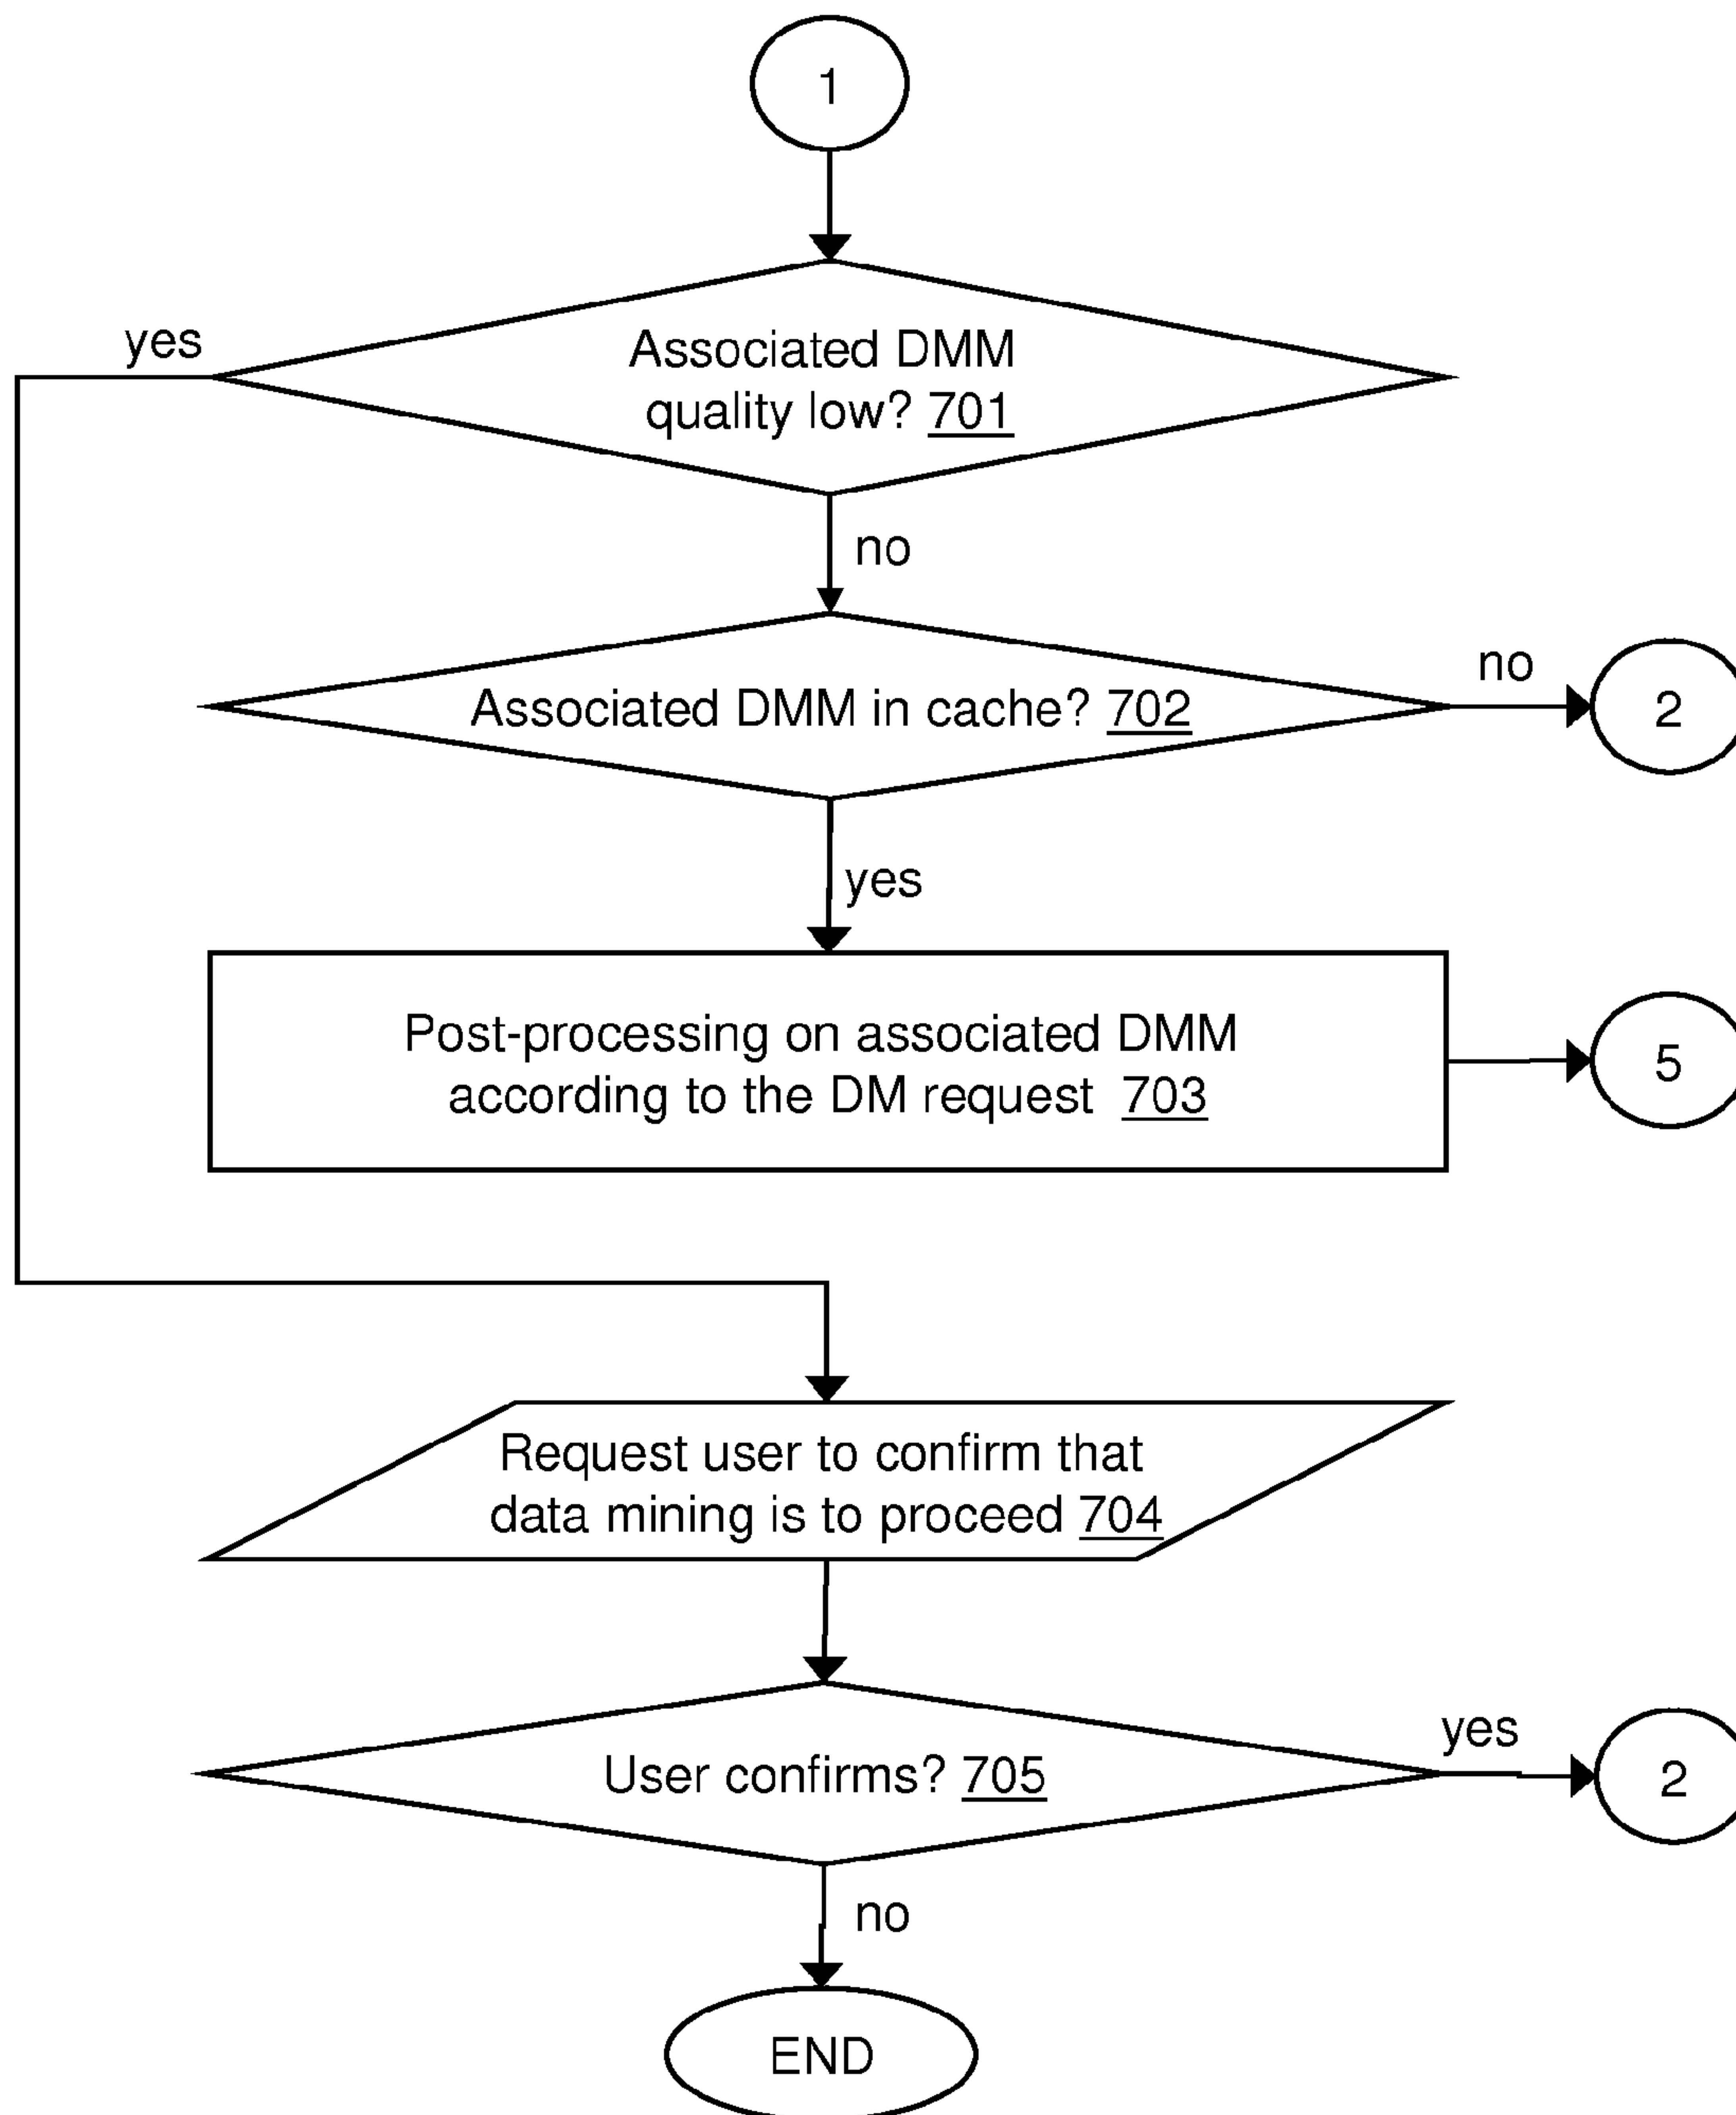 1
yes
Associated DMM
quality low? 701
no
no
Associated DMM in cache? 702
2
yes
Post-processing on associated DMM
according to the DM request 703
5
Request user to confirm that
data mining is to proceed 704
yes
User confirms? 705
2
no
END